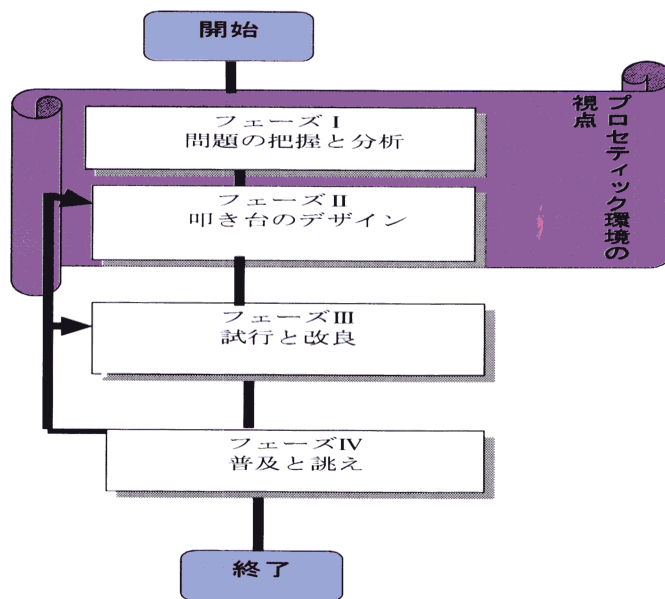 開始
プロセティック環境の
視点
フェーズⅠ
問題の把握と分析
フェーズⅡ
叩き台のデザイン
フェーズⅢ
試行と改良
フェーズⅣ
普及と誂え
終了